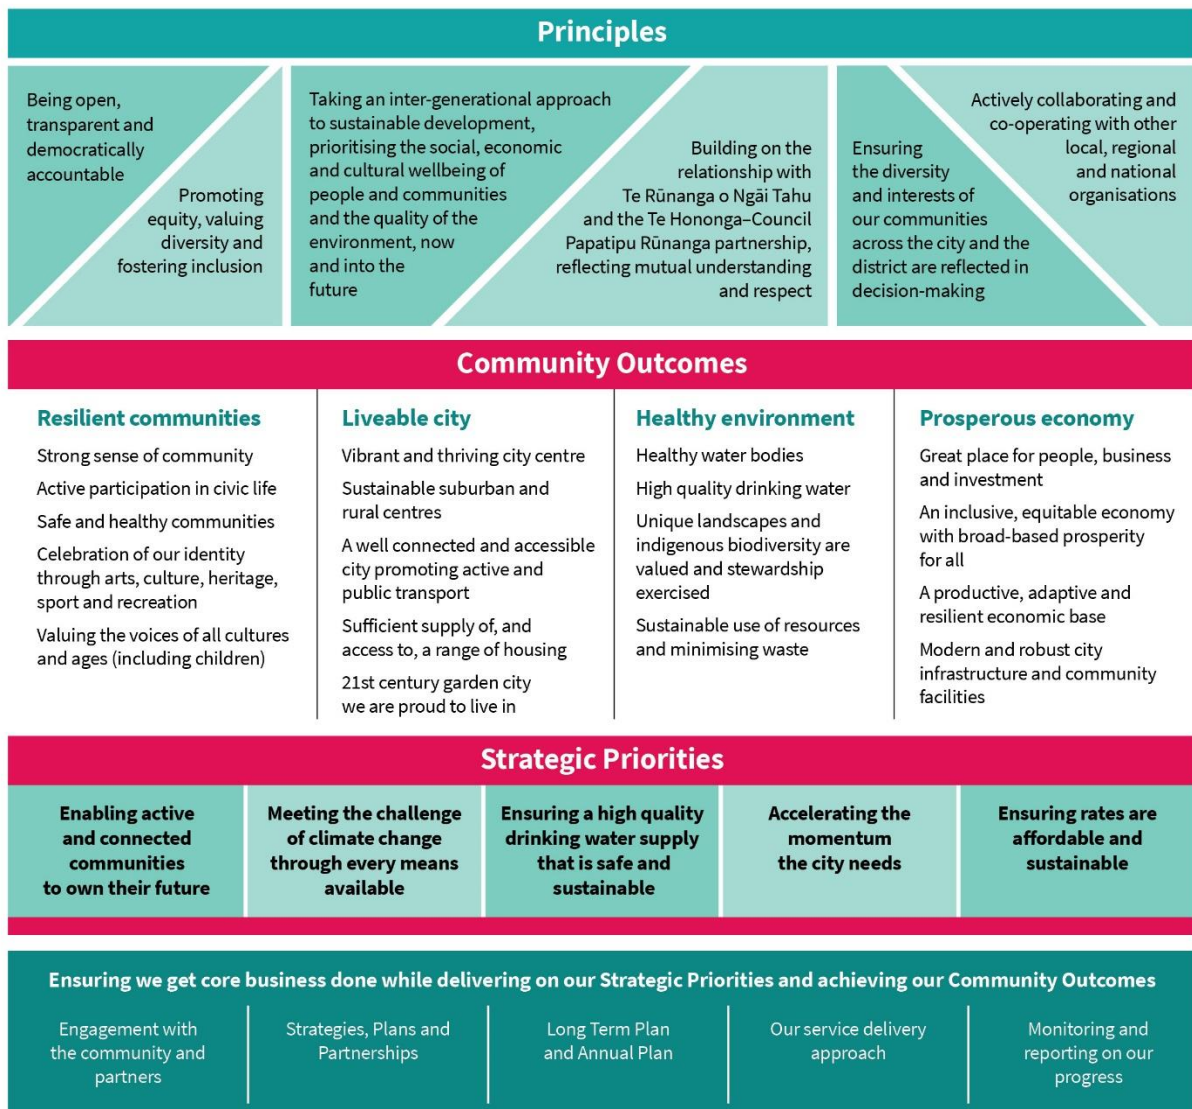 Principles
Being open,
transparent and
democratically
accountable
Promoting
equity, valuing
diversity and
fostering inclusion
Taking an inter-generational approach
to sustainable development,
prioritising the social, economic
and cultural wellbeing of
people and communities
and the quality of the
environment, now
and into the
future
Building on the
relationship with
Te Rūnanga o Ngāi Tahu
and the Te Hononga–Council
Papatipu Rūnanga partnership,
reflecting mutual understanding
and respect
Ensuring
the diversity
and interests of
our communities
across the city and the
district are reflected in
decision-making
Actively collaborating and
co-operating with other
local, regional
and national
organisations
Community Outcomes
Resilient communities
Strong sense of community
Active participation in civic life
Safe and healthy communities
Celebration of our identity
through arts, culture, heritage,
sport and recreation
Valuing the voices of all cultures
and ages (including children)
Liveable city
Vibrant and thriving city centre
Sustainable suburban and
rural centres
A well connected and accessible
city promoting active and
public transport
Sufficient supply of, and
access to, a range of housing
21st century garden city
we are proud to live in
Healthy environment
Healthy water bodies
High quality drinking water
Unique landscapes and
indigenous biodiversity are
valued and stewardship
exercised
Sustainable use of resources
and minimising waste
Prosperous economy
Great place for people, business
and investment
An inclusive, equitable economy
with broad-based prosperity
for all
A productive, adaptive and
resilient economic base
Modern and robust city
infrastructure and community
facilities
Strategic Priorities
Enabling active
and connected
communities
to own their future
Meeting the challenge
of climate change
through every means
available
Ensuring a high quality
drinking water supply
that is safe and
sustainable
Accelerating the
momentum
the city needs
Ensuring rates are
affordable and
sustainable
Ensuring we get core business done while delivering on our Strategic Priorities and achieving our Community Outcomes
Engagement with
the community and
partners
Strategies, Plans and
Partnerships
Long Term Plan
and Annual Plan
Our service delivery
approach
Monitoring and
reporting on our
progress